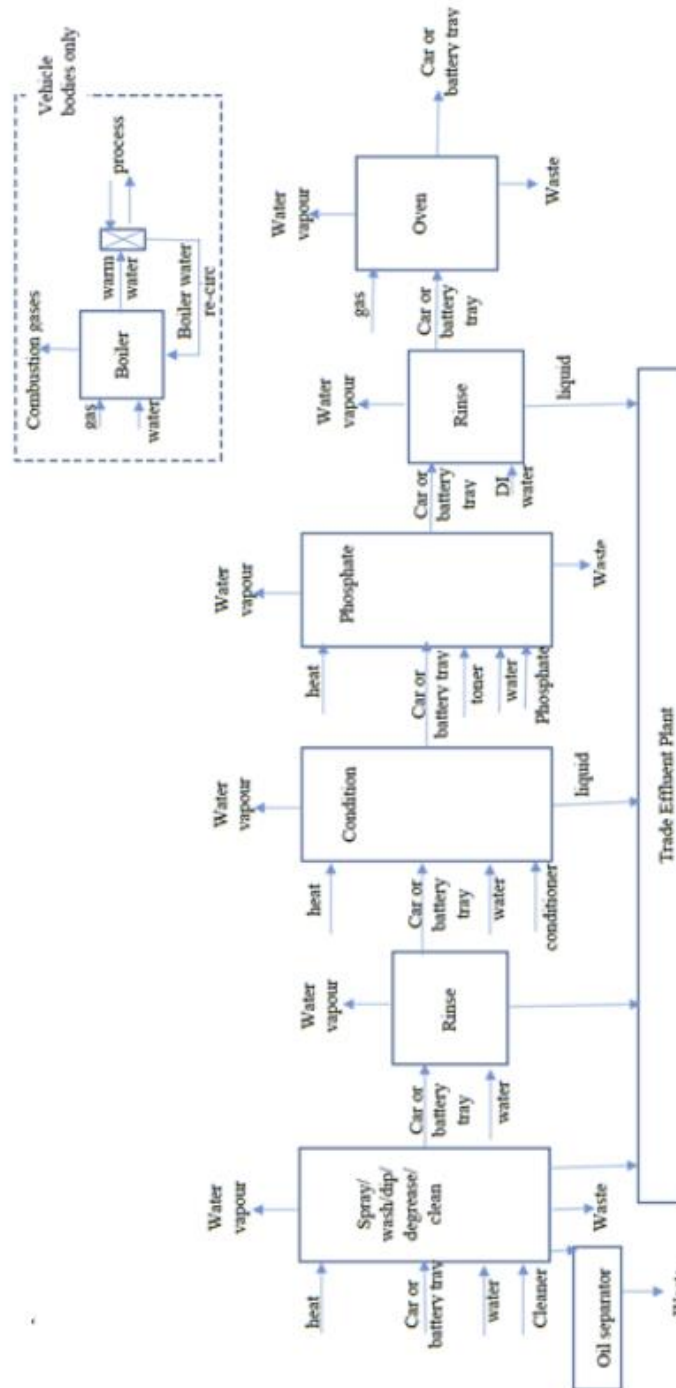 Vehicle
bodies only
Combustion gases
gas
water
Boiler
warm
water
process
Boiler water
re-circ
Water
vapour
heat
Car or
battery tray
water
Cleaner
Spray/
wash/dip/
degrease/
clean
Waste
Oil separator
Water
vapour
Car or
battery
tray
water
Rinse
Water
vapour
heat
Car or
battery
tray
water
conditioner
Condition
liquid
Water
vapour
heat
Car or
battery tray
toner
water
Phosphate
Phosphate
Waste
Water
vapour
Car or
battery
tray
DI
water
Rinse
liquid
Water
vapour
gas
Car or
battery
tray
Oven
Waste
Car or
battery tray
Trade Effluent Plant